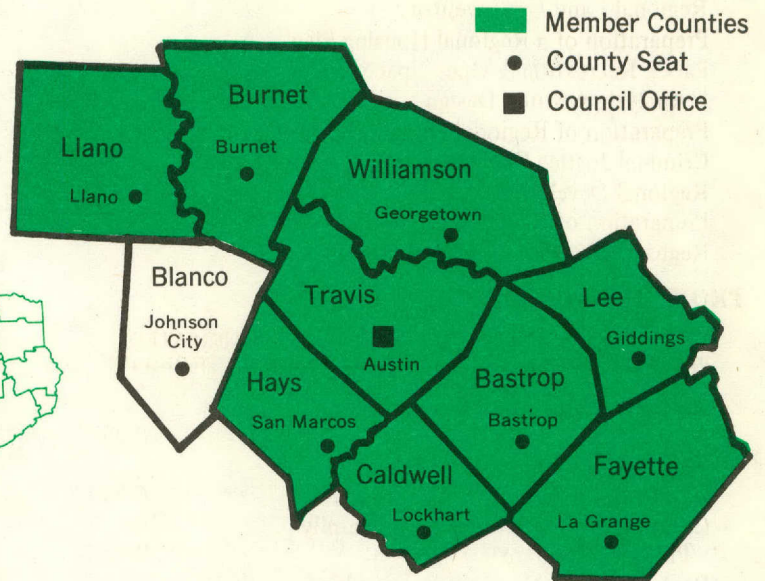 Member Counties
County Seat
Council Office
Burnet
Burnet
Llano
Llano
Williamson
Georgetown
Blanco
Johnson
City
Travis
Austin
Lee
Giddings
Hays
San Marcos
Bastrop
Bastrop
Caldwell
Lockhart
Fayette
La Grange